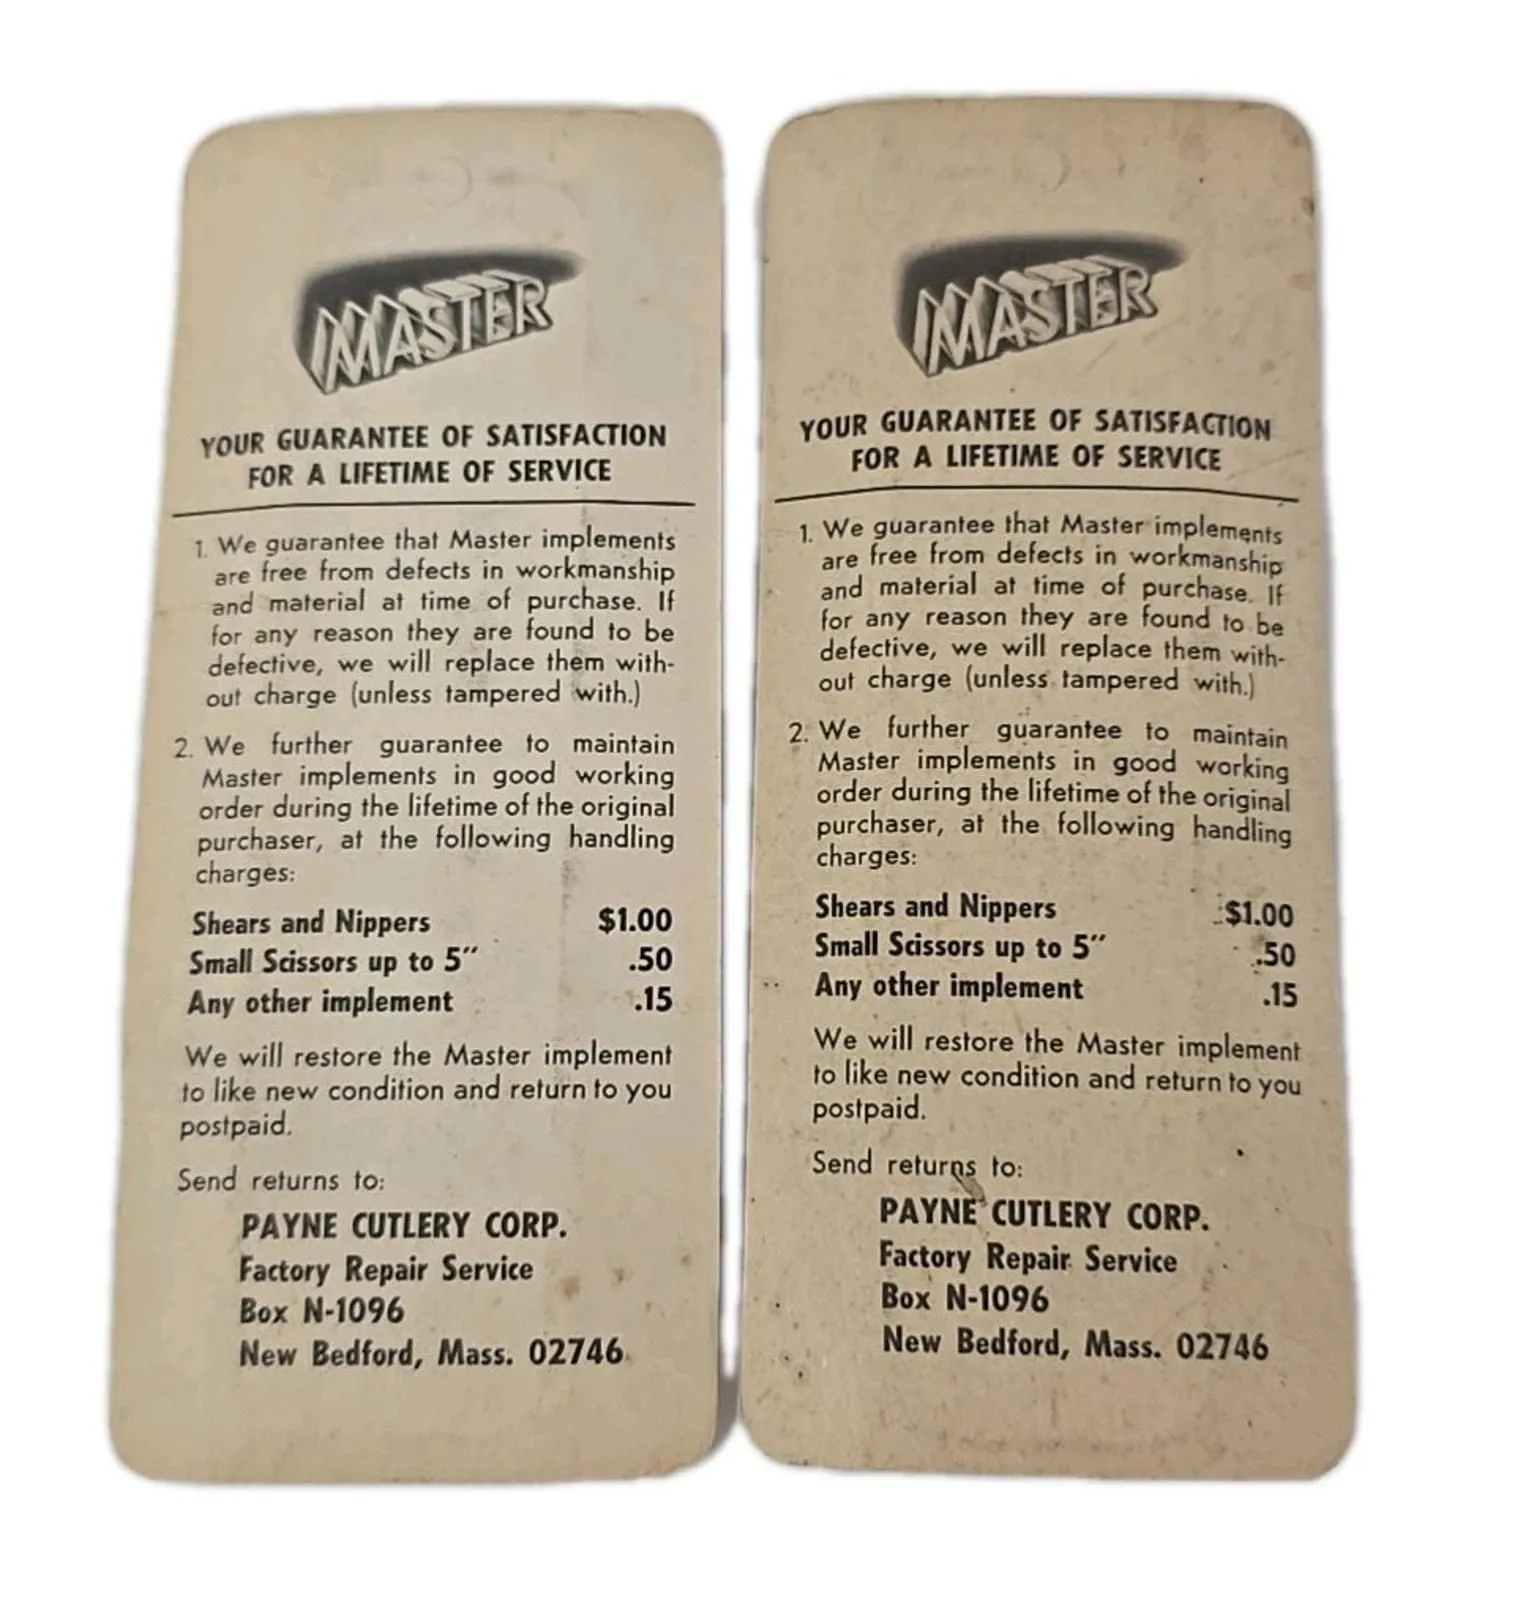 MASTER
YOUR GUARANTEE OF SATISFACTION
FOR A LIFETIME OF SERVICE
1. We guarantee that Master implements
are free from defects in workmanship
and material at time of purchase. If
for any reason they are found to be
defective, we will replace them with-
out charge (unless tampered with.)
2. We further guarantee to maintain
Master implements in good working
order during the lifetime of the original
purchaser, at the following handling
charges:
Shears and Nippers $1.00
Small Scissors up to 5" .50
Any other implement .15
We will restore the Master implement
to like new condition and return to you
postpaid.
Send returns to:
PAYNE CUTLERY CORP.
Factory Repair Service
Box N-1096
New Bedford, Mass. 02746
MASTER
YOUR GUARANTEE OF SATISFACTION
FOR A LIFETIME OF SERVICE
1. We guarantee that Master implements
are free from defects in workmanship
and material at time of purchase. If
for any reason they are found to be
defective, we will replace them with-
out charge (unless tampered with.)
2. We further guarantee to maintain
Master implements in good working
order during the lifetime of the original
purchaser, at the following handling
charges:
Shears and Nippers $1.00
Small Scissors up to 5" .50
Any other implement .15
We will restore the Master implement
to like new condition and return to you
postpaid.
Send returns to:
PAYNE CUTLERY CORP.
Factory Repair Service
Box N-1096
New Bedford, Mass. 02746